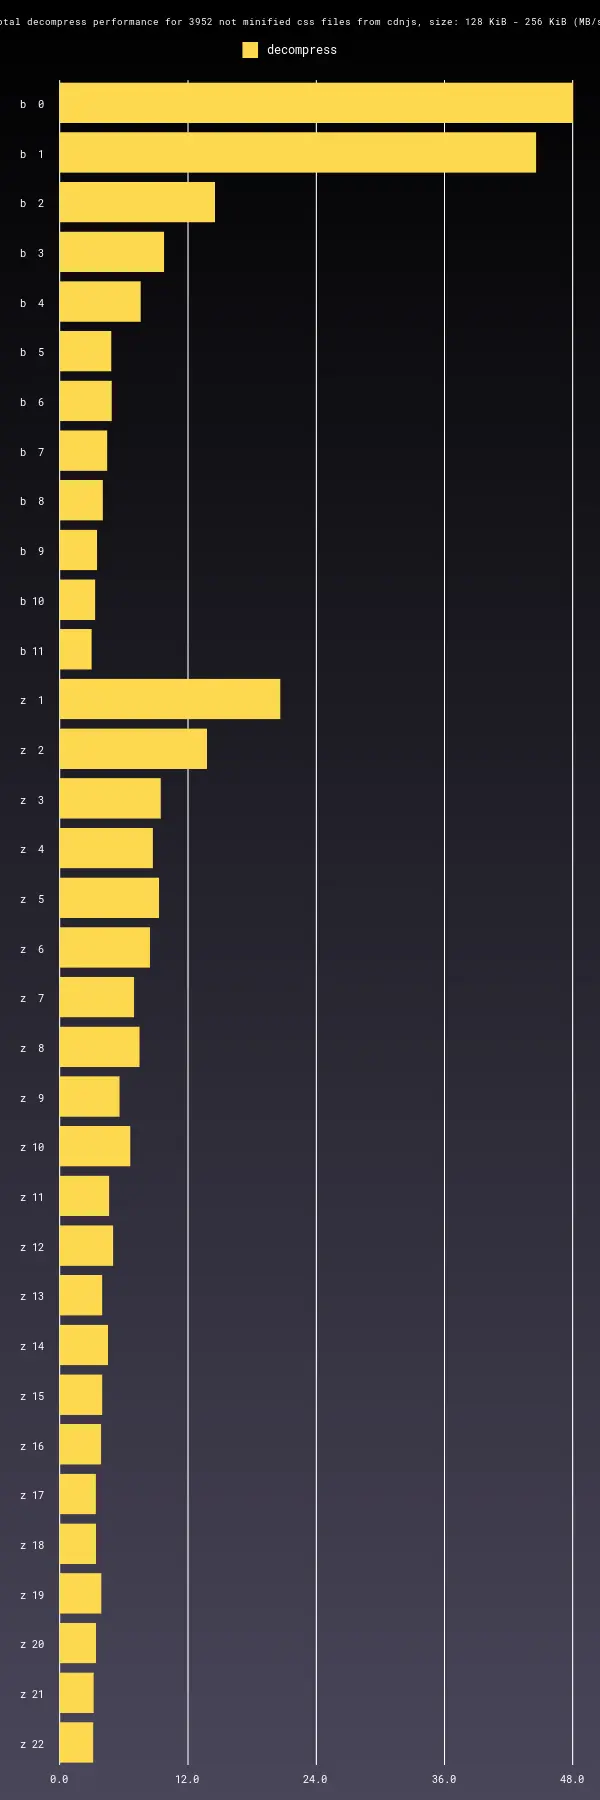 otal decompress performance for 3952 not minified css files from cdnjs, size: 128 KiB - 256 KiB (MB/s
decompress
b 0
b 1
b 2
b 3
b 4
b 5
b 6
b 7
b 8
b 9
b 10
b 11
z 1
z 2
z 3
z 4
z 5
z 6
z 7
z 8
z 9
z 10
z 11
z 12
z 13
z 14
z 15
z 16
z 17
z 18
z 19
z 20
z 21
z 22
0.0 12.0 24.0 36.0 48.0